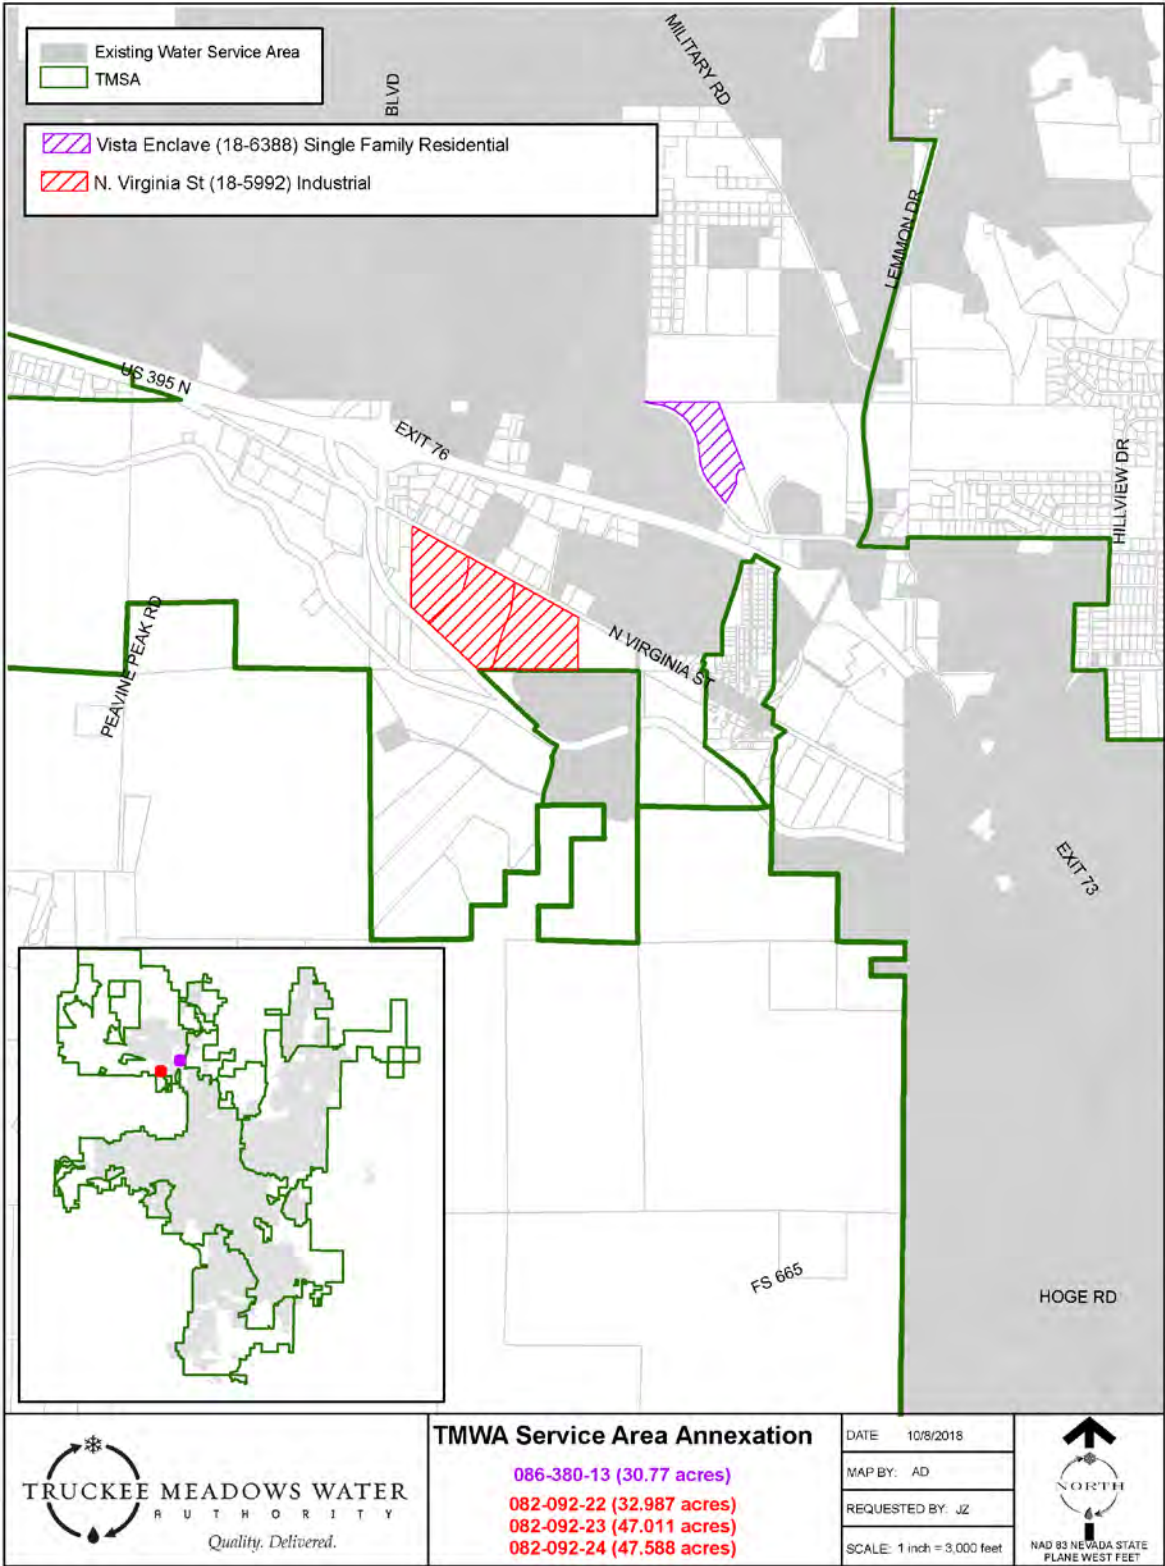 Existing Water Service Area
TMSA
Vista Enclave (18-6388) Single Family Residential
N. Virginia St (18-5992) Industrial
BLVD
MILITARY RD
LEMMON DR
US 395 N
EXIT 76
HILLVIEW DR
N VIRGINIA ST
PEAVINE PEAK RD
EXIT 73
FS 665
HOGE RD
TRUCKEE MEADOWS WATER
AUTHORITY
Quality. Delivered.
TMWA Service Area Annexation
086-380-13 (30.77 acres)
082-092-22 (32.987 acres)
082-092-23 (47.011 acres)
082-092-24 (47.588 acres)
DATE 10/8/2018
MAP BY: AD
REQUESTED BY: JZ
SCALE: 1 inch = 3,000 feet
NORTH
NAD 83 NEVADA STATE
PLANE WEST FEET